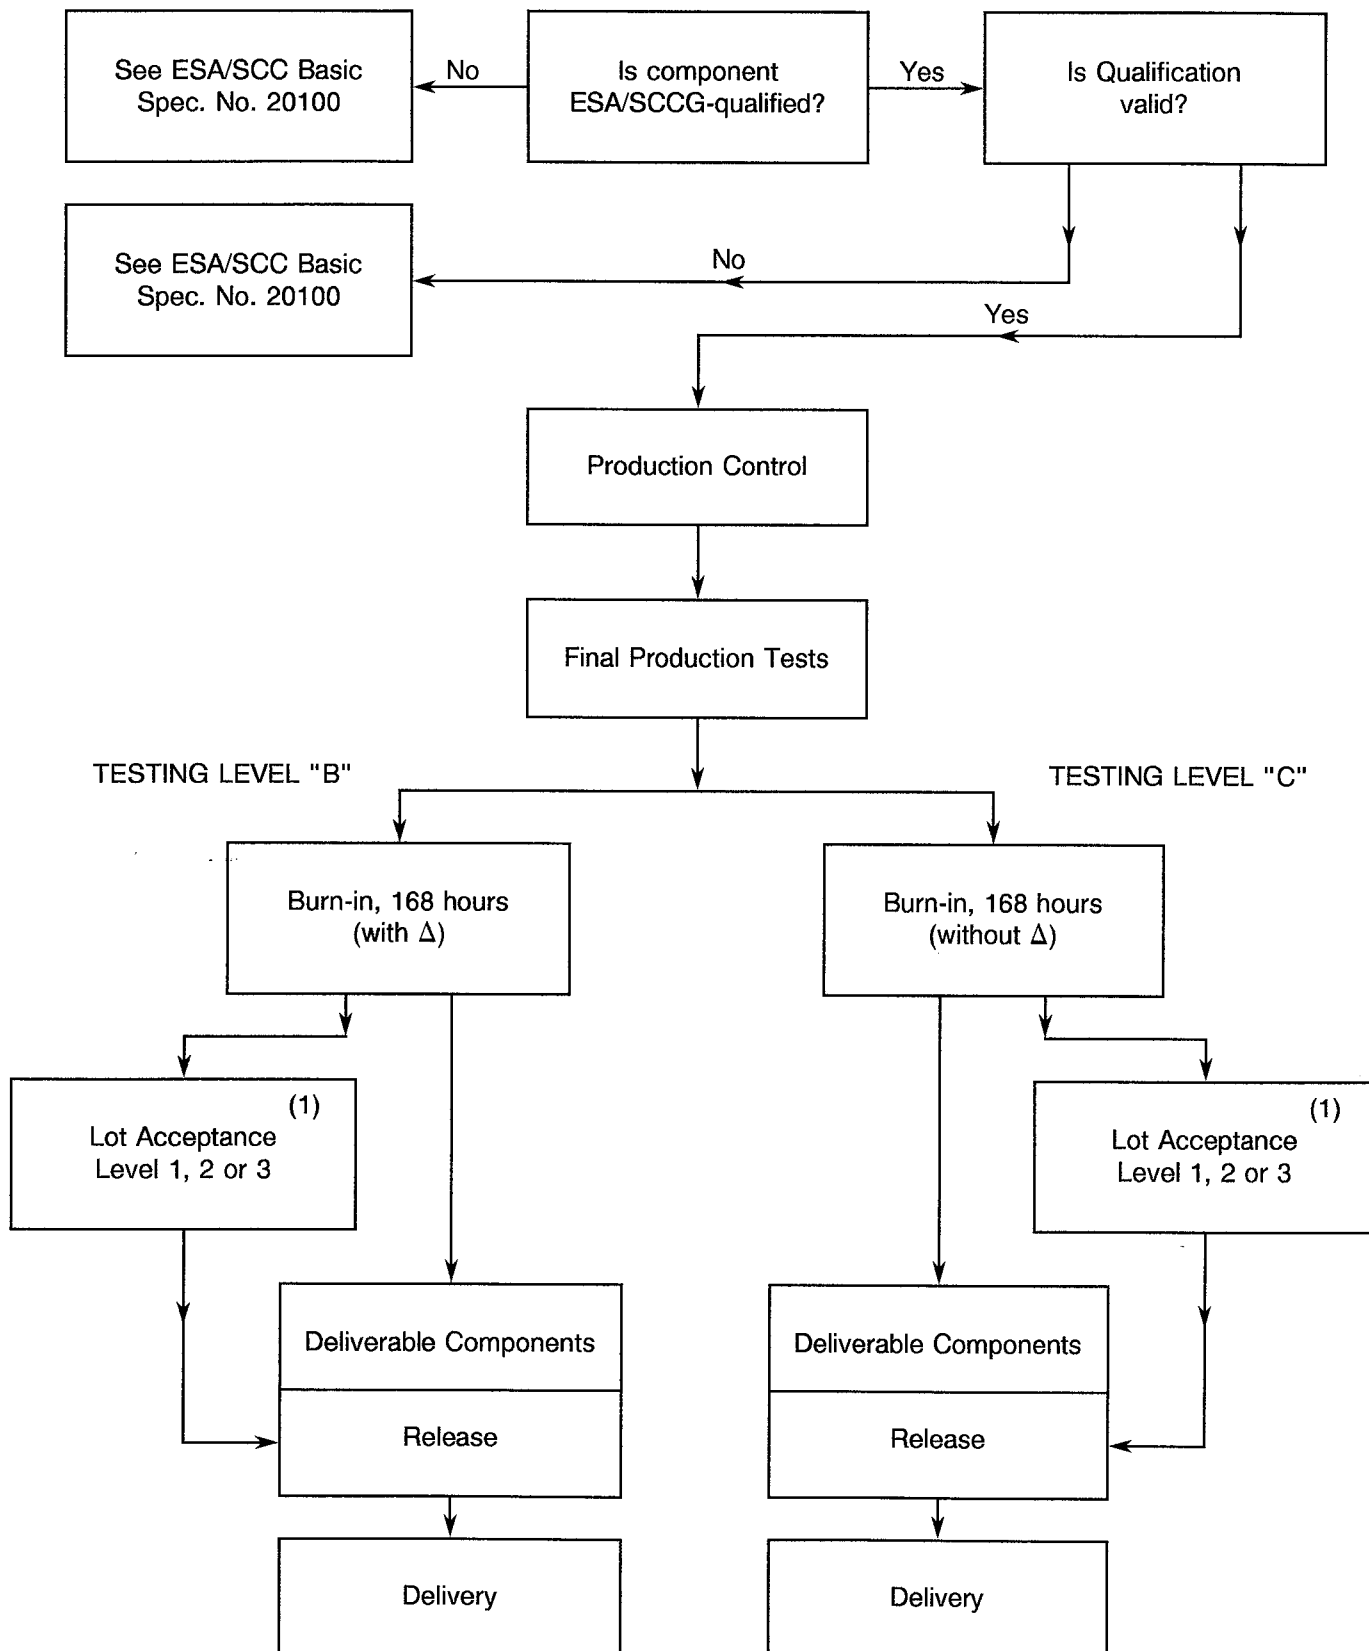 See ESA/SCC Basic
Spec. No. 20100
No
Is component
ESA/SCCG-qualified?
Yes
Is Qualification
valid?
See ESA/SCC Basic
Spec. No. 20100
No
Yes
Production Control
Final Production Tests
TESTING LEVEL "B"
TESTING LEVEL "C"
Burn-in, 168 hours
(with Δ)
Burn-in, 168 hours
(without Δ)
(1)
Lot Acceptance
Level 1, 2 or 3
(1)
Lot Acceptance
Level 1, 2 or 3
Deliverable Components
Release
Deliverable Components
Release
Delivery
Delivery